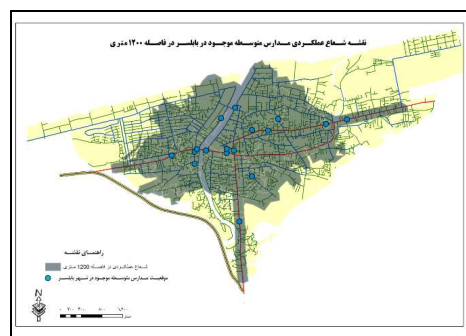 نقشه شعاع عملکردی مدارس متوسطه موجود در بابلسر در فاصله ۱۲۰۰ متری
راهنمای نقشه
شعاع عملکردی در فاصله 1200 متری
موقعیت مدارس متوسطه موجود در شهر بابلسر
N
متر